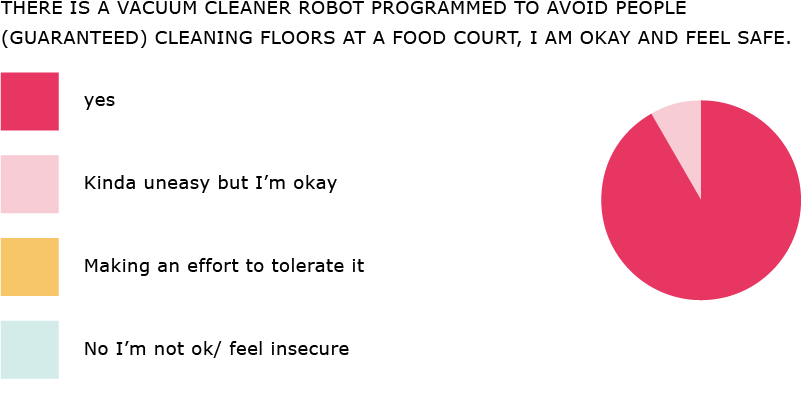 THERE IS A VACUUM CLEANER ROBOT PROGRAMMED TO AVOID PEOPLE
(GUARANTEED) CLEANING FLOORS AT A FOOD COURT, I AM OKAY AND FEEL SAFE.
yes
Kinda uneasy but I’m okay
Making an effort to tolerate it
No I’m not ok/ feel insecure